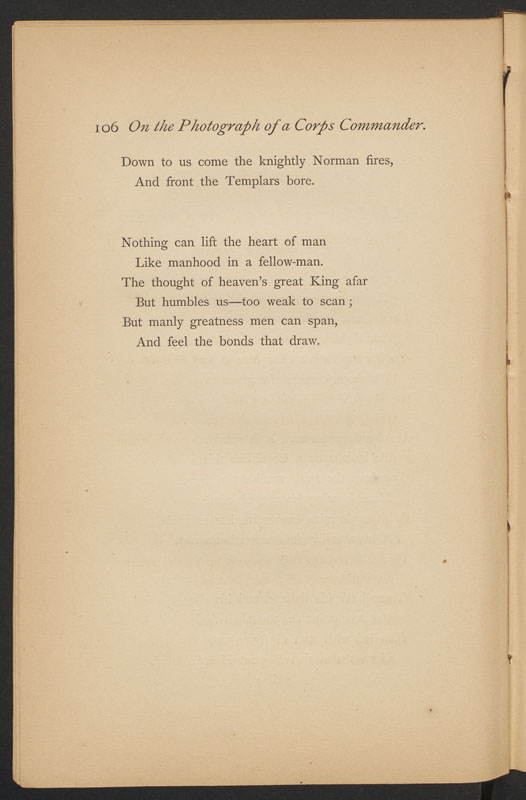 106 On the Photograph of a Corps Commander.
Down to us come the knightly Norman fires,
And front the Templars bore.
Nothing can lift the heart of man
Like manhood in a fellow-man.
The thought of heaven's great King afar
But humbles us—too weak to scan;
But manly greatness men can span,
And feel the bonds that draw.